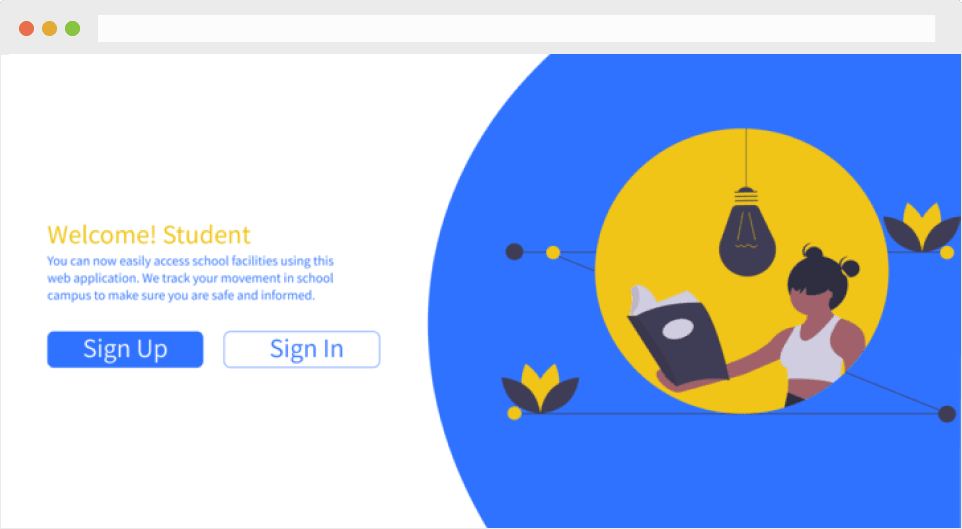 Welcome! Student
You can now easily access school facilities using this
web application. We track your movement in school
campus to make sure you are safe and informed.
Sign Up
Sign In